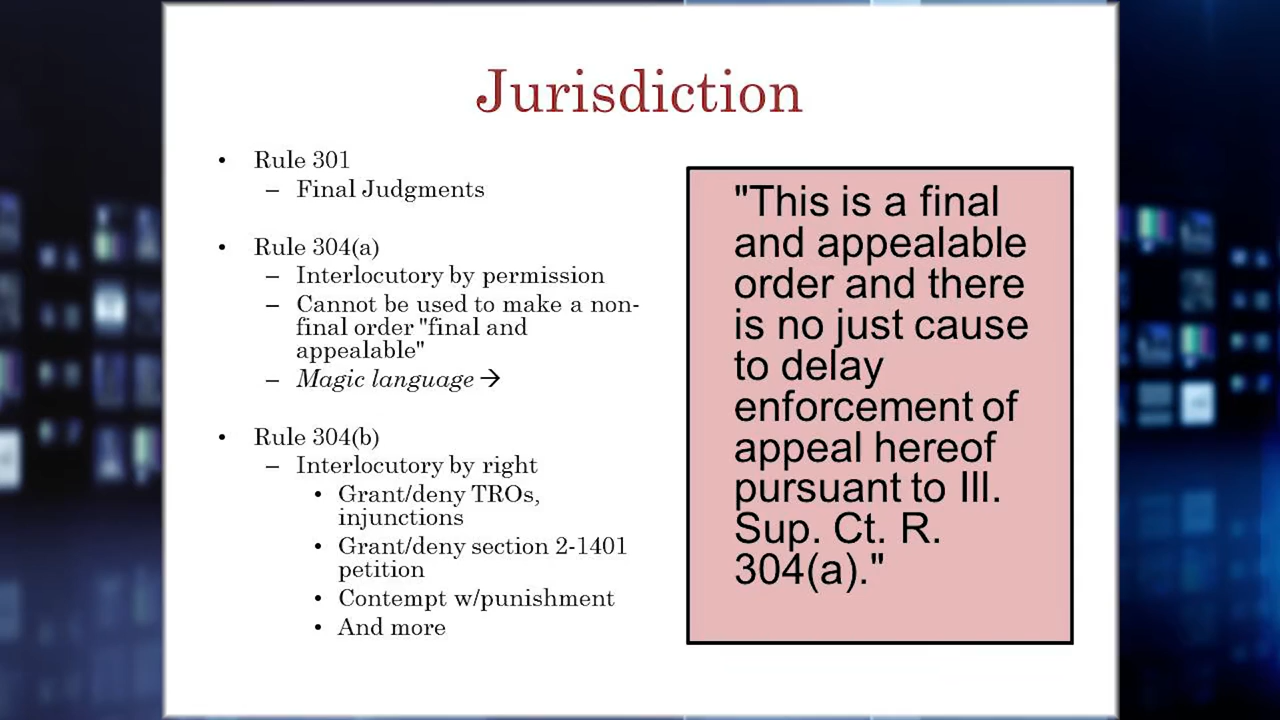 Jurisdiction
• Rule 301
– Final Judgments
• Rule 304(a)
– Interlocutory by permission
– Cannot be used to make a non-
final order "final and
appealable"
– Magic language →
• Rule 304(b)
– Interlocutory by right
• Grant/deny TROs,
injunctions
• Grant/deny section 2-1401
petition
• Contempt w/punishment
• And more
"This is a final
and appealable
order and there
is no just cause
to delay
enforcement of
appeal hereof
pursuant to Ill.
Sup. Ct. R.
304(a)."